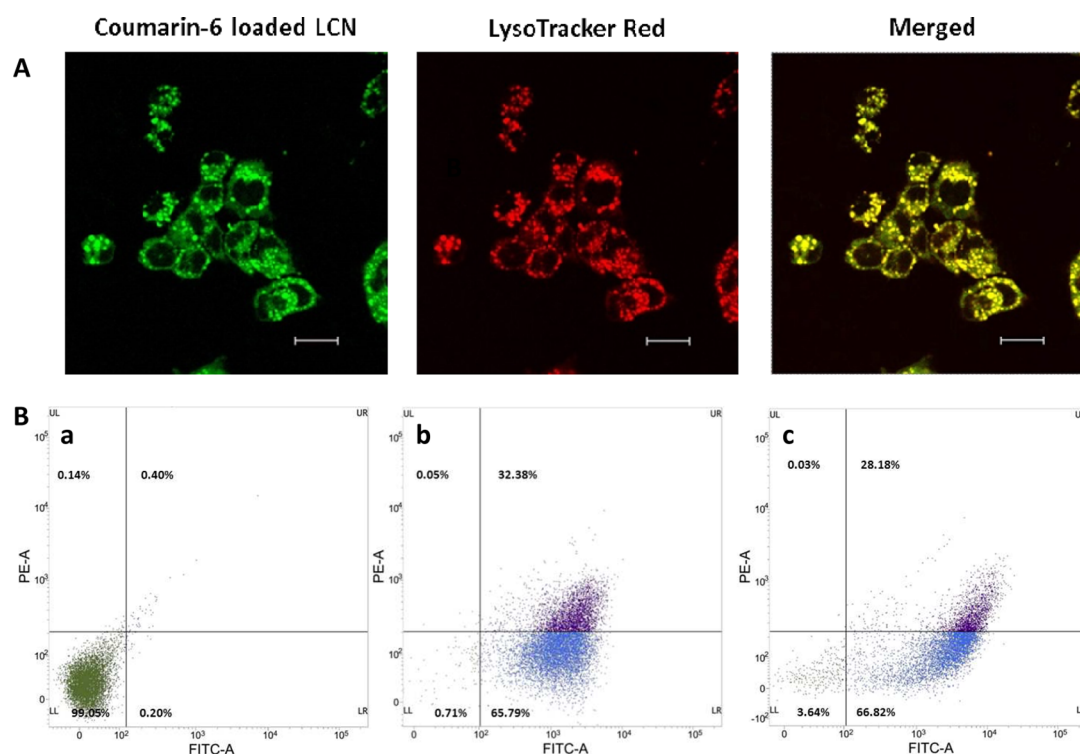 Coumarin-6 loaded LCN LysoTracker Red Merged
A
B
a b c
UL UR UL UR UL U
10⁵ 10⁵ 10⁵
0.14% 0.40% 0.05% 32.38% 0.03% 28.18%
10⁴ 10⁴ 10⁴
PE-A PE-A PE-A
10³ 10³ 10³
10² 10² 10²
0 0 0
-10²
LL 99.05% 0.20% LR LL 0.71% 65.79% LR LL 3.64% 66.82% LR
0 10² 10³ 10⁴ 10⁵ 0 10² 10³ 10⁴ 10⁵ 0 10² 10³ 10⁴ 10⁵
FITC-A FITC-A FITC-A